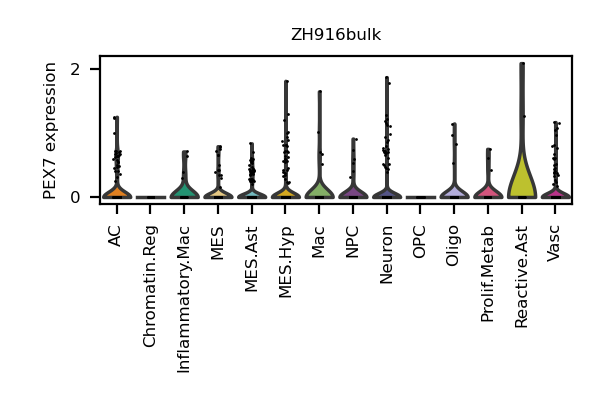 ZH916bulk
PEX7 expression
2
0
AC
Chromatin.Reg
Inflammatory.Mac
MES
MES.Ast
MES.Hyp
Mac
NPC
Neuron
OPC
Oligo
Prolif.Metab
Reactive.Ast
Vasc